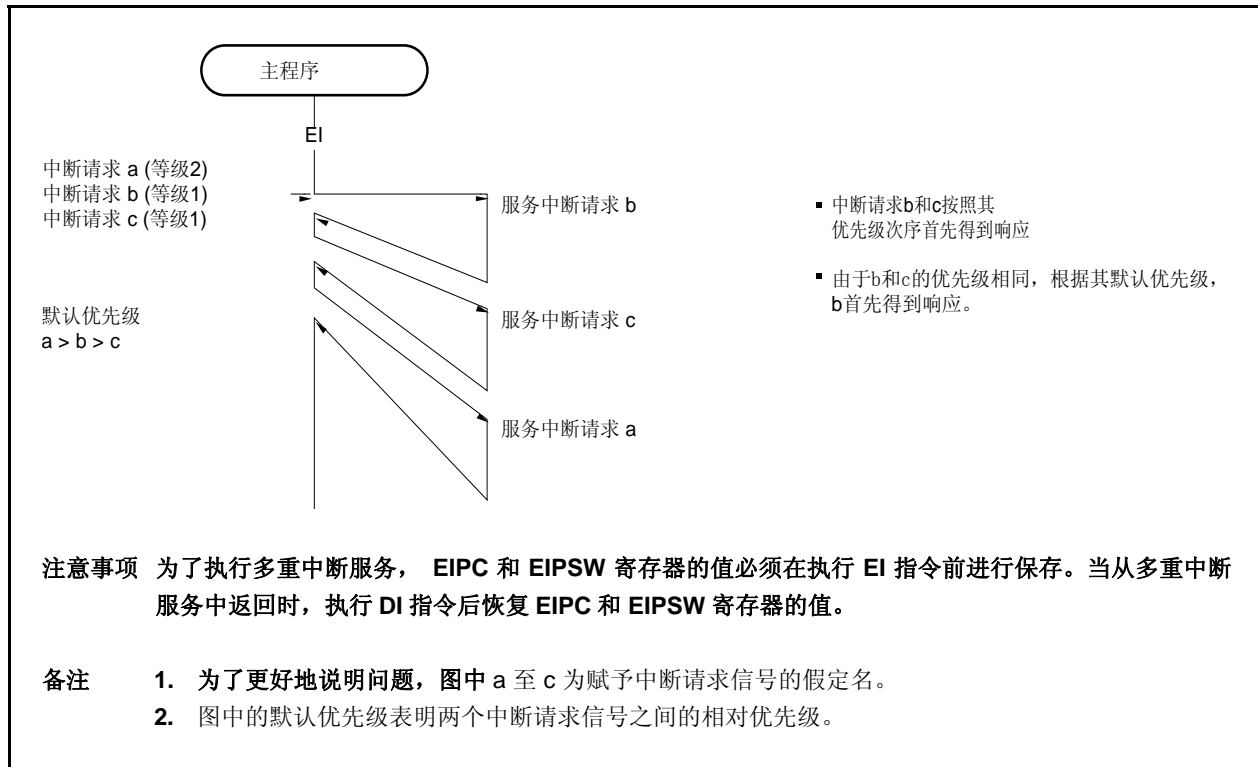 主程序
EI
中断请求 a (等级2)
中断请求 b (等级1)
中断请求 c (等级1)
服务中断请求 b
▪ 中断请求b和c按照其
优先级次序首先得到响应
▪ 由于b和c的优先级相同，根据其默认优先级，
b首先得到响应。
默认优先级
a > b > c
服务中断请求 c
服务中断请求 a
注意事项 为了执行多重中断服务， EIPC 和 EIPSW 寄存器的值必须在执行 EI 指令前进行保存。当从多重中断
服务中返回时，执行 DI 指令后恢复 EIPC 和 EIPSW 寄存器的值。
备注 1. 为了更好地说明问题，图中 a 至 c 为赋予中断请求信号的假定名。
2. 图中的默认优先级表明两个中断请求信号之间的相对优先级。